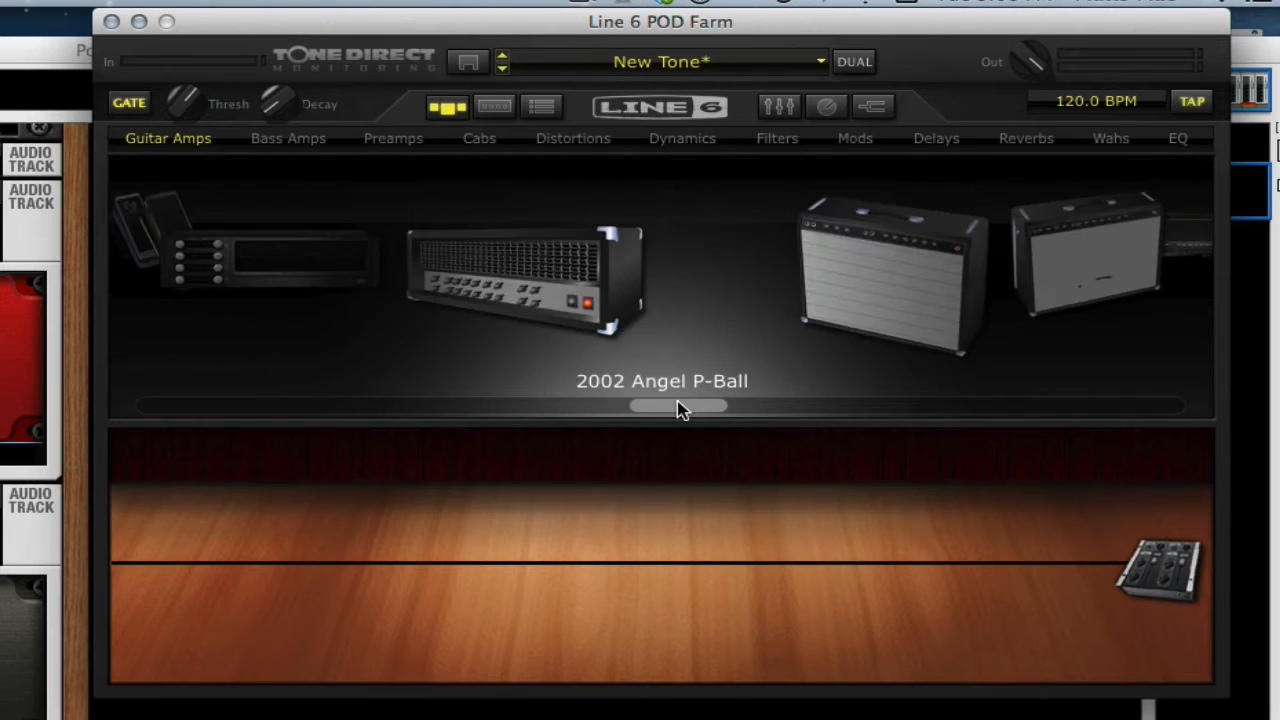 Line 6 POD Farm
In
TONE DIRECT
MONITORING
New Tone*
DUAL
Out
GATE
Thresh
Decay
LINE 6
120.0 BPM
TAP
Guitar Amps
Bass Amps
Preamps
Cabs
Distortions
Dynamics
Filters
Mods
Delays
Reverbs
Wahs
EQ
2002 Angel P-Ball
AUDIO
TRACK
AUDIO
TRACK
AUDIO
TRACK